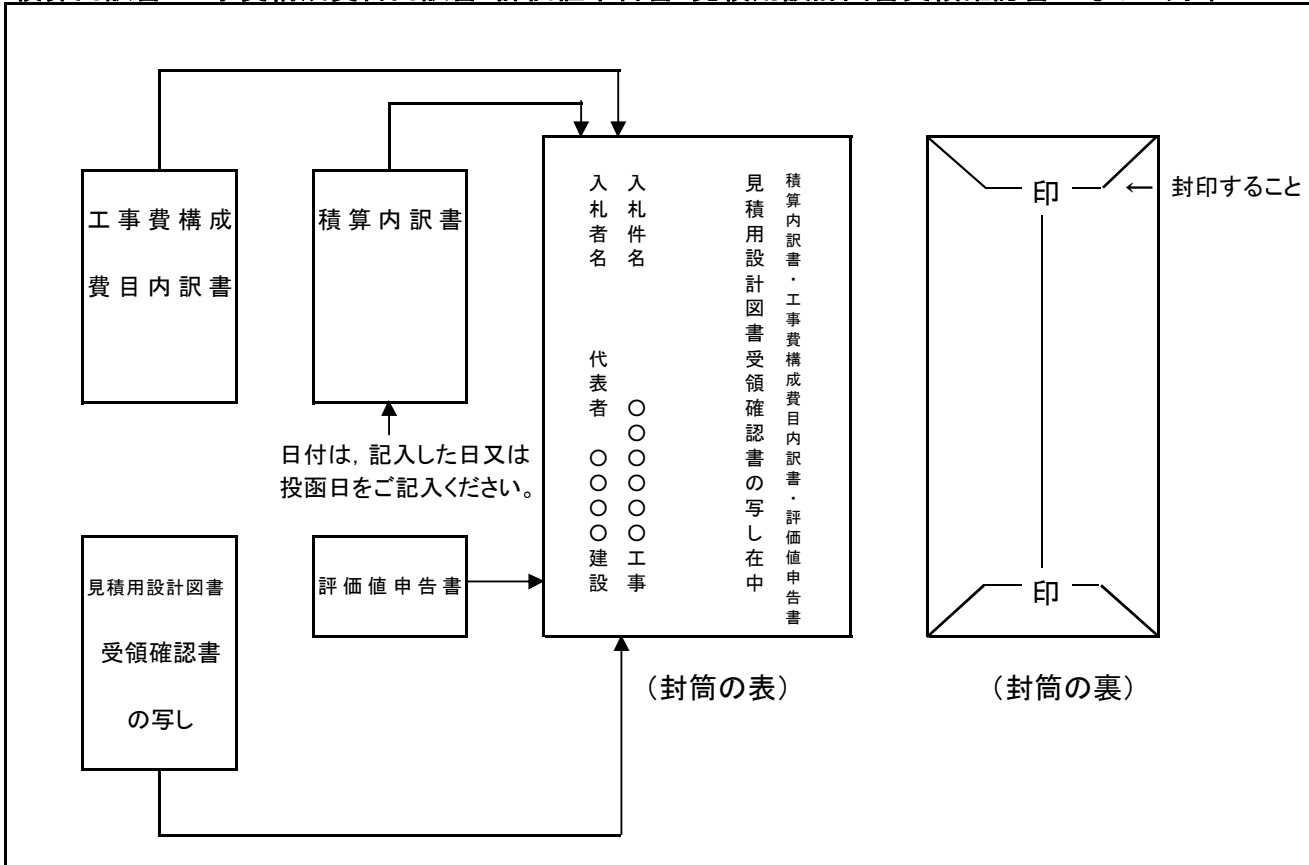 工事費構成
費目内訳書
積算内訳書
日付は，記入した日又は
投函日をご記入ください。
見積用設計図書
受領確認書
の写し
評価値申告書
積算内訳書・工事費構成費目内訳書・評価値申告書
見積用設計図書受領確認書の写し在中
入札件名　〇〇〇〇〇〇工事
入札者名　代表者　〇〇〇〇建設
（封筒の表）
印
← 封印すること
印
（封筒の裏）